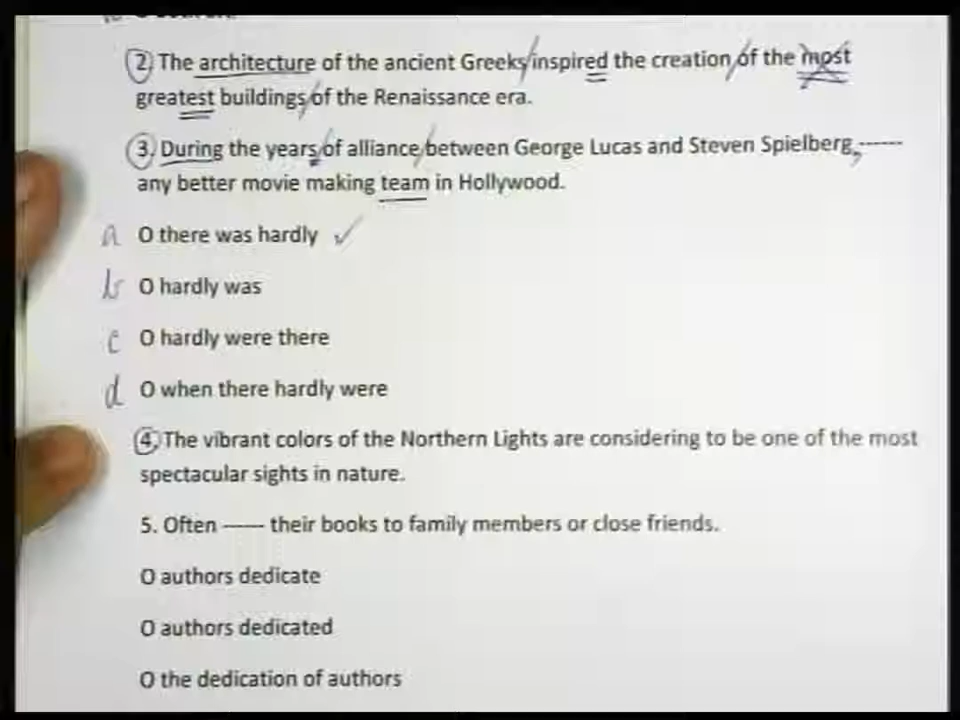 2. The architecture of the ancient Greeks/inspired the creation/of the most
greatest buildings/of the Renaissance era.
3. During the years/of alliance/between George Lucas and Steven Spielberg, ------
any better movie making team in Hollywood.
a O there was hardly ✓
b O hardly was
c O hardly were there
d O when there hardly were
4. The vibrant colors of the Northern Lights are considering to be one of the most
spectacular sights in nature.
5. Often ------ their books to family members or close friends.
O authors dedicate
O authors dedicated
O the dedication of authors